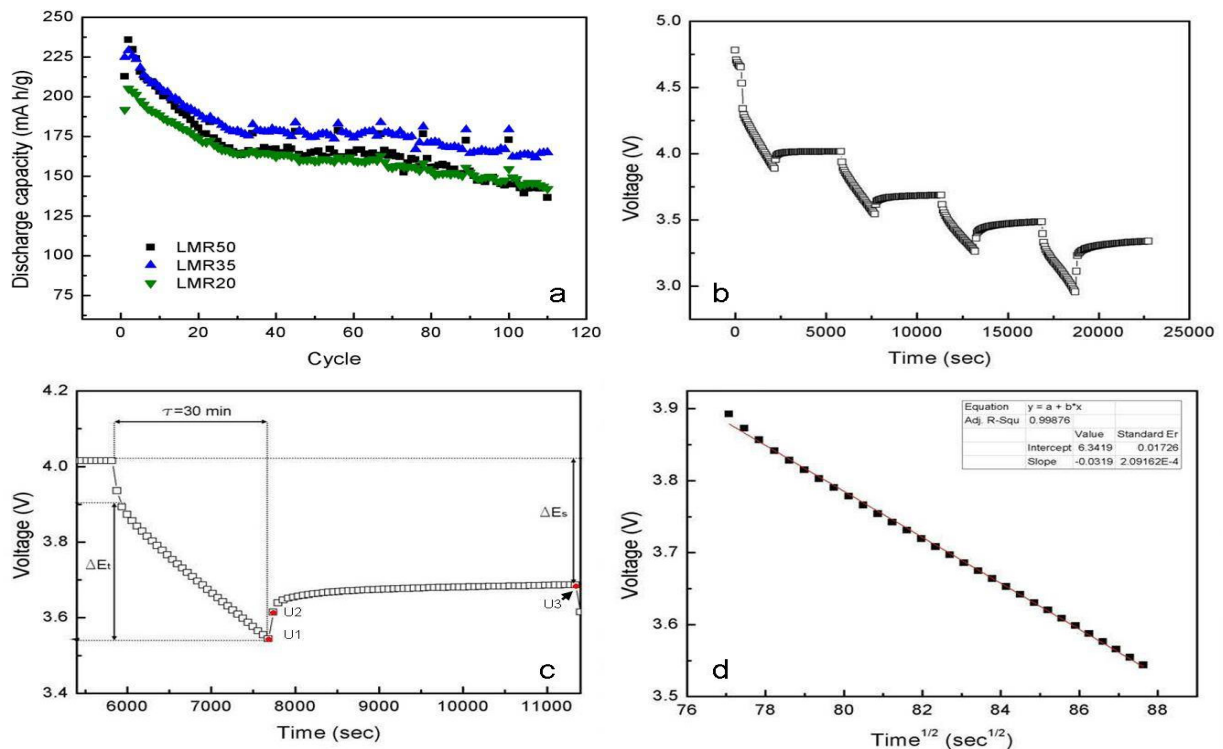 250
225
200
175
150
125
100
75
Discharge capacity (mA h/g)
LMR50
LMR35
LMR20
a
0 20 40 60 80 100 120
Cycle
5.0
4.5
4.0
3.5
3.0
Voltage (V)
b
0 5000 10000 15000 20000 25000
Time (sec)
4.2
4.0
3.8
3.6
3.4
Voltage (V)
τ=30 min
ΔEs
ΔEt
U2
U1
U3
c
6000 7000 8000 9000 10000 11000
Time (sec)
3.9
3.8
3.7
3.6
3.5
Voltage (V)
Equation y = a + b*x
Adj. R-Squ 0.99876
Value Standard Er
Intercept 6.3419 0.01726
Slope -0.0319 2.09162E-4
d
76 78 80 82 84 86 88
Time1/2 (sec1/2)